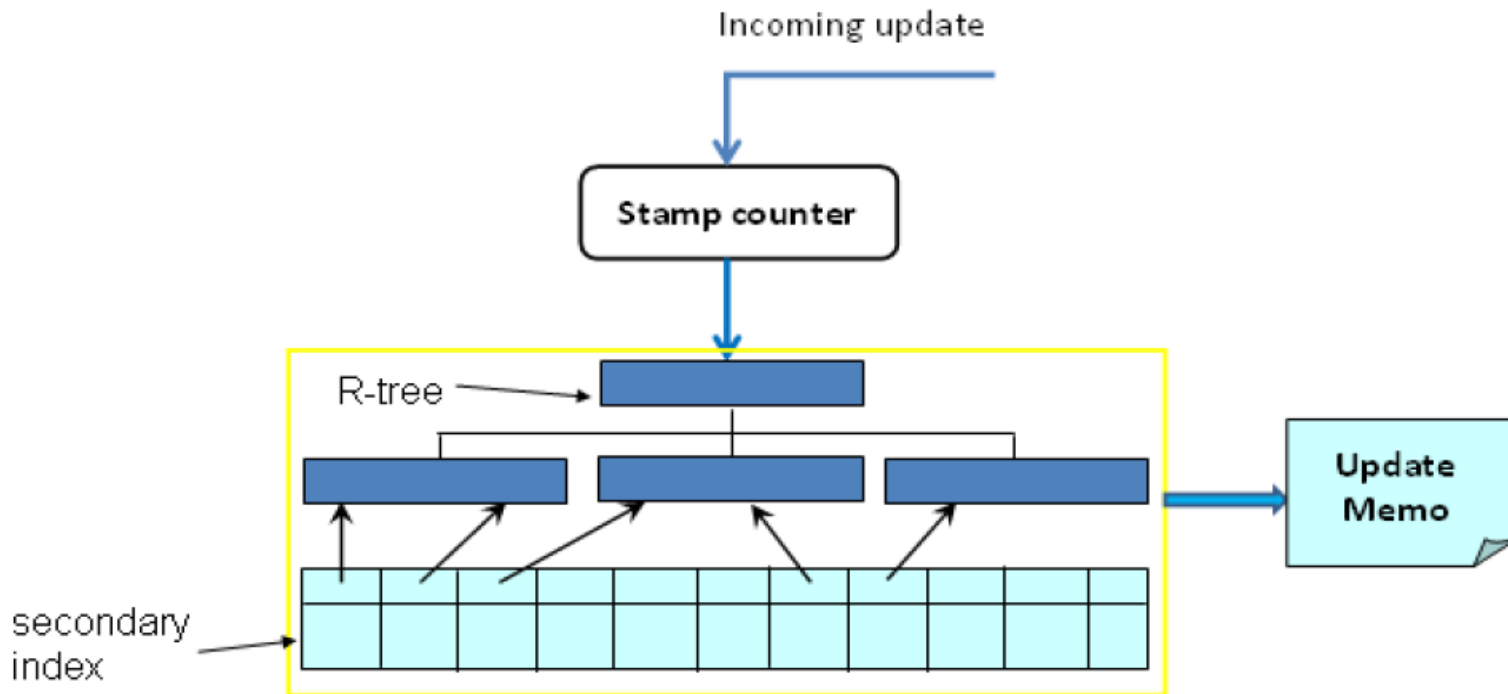 Incoming update
Stamp counter
R-tree
Update
Memo
secondary
index